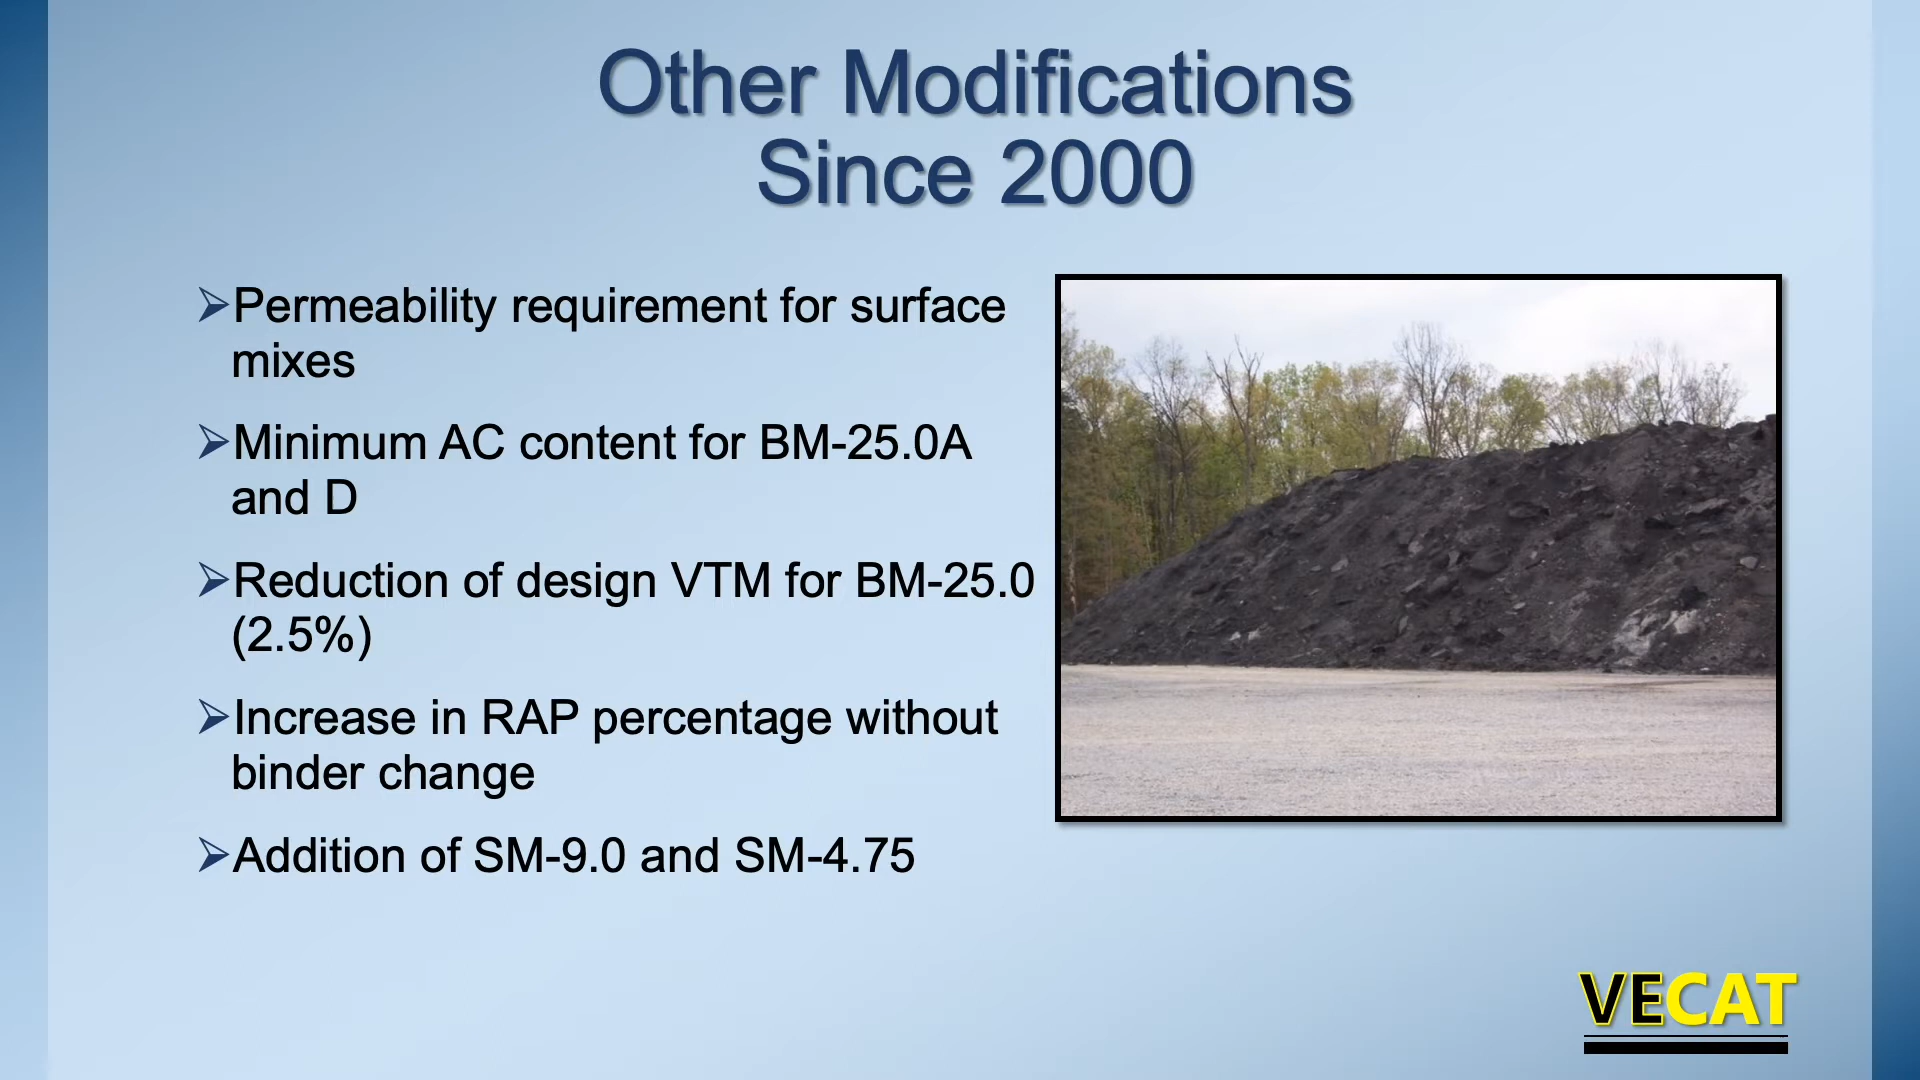 Other Modifications
Since 2000
➢Permeability requirement for surface
mixes
➢Minimum AC content for BM-25.0A
and D
➢Reduction of design VTM for BM-25.0
(2.5%)
➢Increase in RAP percentage without
binder change
➢Addition of SM-9.0 and SM-4.75
VECAT